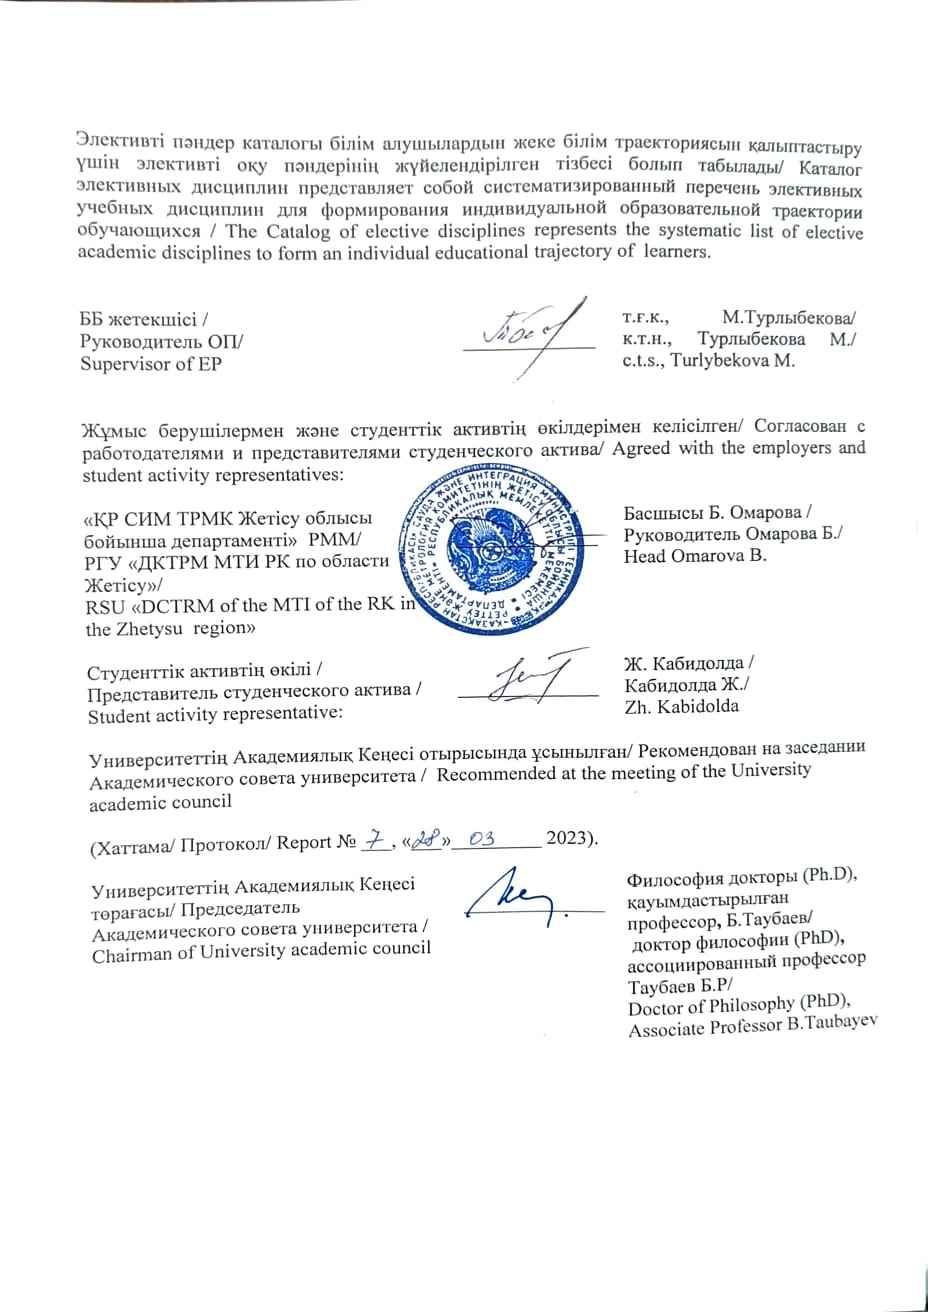 Элективті пәндер каталогы білім алушылардын жеке білім траекториясын қалыптастыру
үшін элективті оқу пәндерінің жүйелендірілген тізбесі болып табылады/ Каталог
элективных дисциплин представляет собой систематизированный перечень элективных
учебных дисциплин для формирования индивидуальной образовательной траектории
обучающихся / The Catalog of elective disciplines represents the systematic list of elective
academic disciplines to form an individual educational trajectory of learners.
ББ жетекшісі /
Руководитель ОП/
Supervisor of EP
т.ғ.к., М.Турлыбекова/
к.т.н., Турлыбекова М./
c.t.s., Turlybekova M.
Жұмыс берушілермен және студенттік активтің өкілдерімен келісілген/ Согласован с
работодателями и представителями студенческого актива/ Agreed with the employers and
student activity representatives:
«ҚР СИМ ТРМК Жетісу облысы
бойынша департаменті» РММ/
РГУ «ДКТРМ МТИ РК по области
Жетісу»/
RSU «DCTRM of the MTI of the RK in
the Zhetysu region»
Басшысы Б. Омарова /
Руководитель Омарова Б./
Head Omarova B.
Студенттік активтің өкілі /
Представитель студенческого актива /
Student activity representative:
Ж. Кабидолда /
Кабидолда Ж./
Zh. Kabidolda
Университеттің Академиялық Кеңесі отырысында ұсынылған/ Рекомендован на заседании
Академического совета университета / Recommended at the meeting of the University
academic council
(Хаттама/ Протокол/ Report № 7, «28» 03 2023).
Университеттің Академиялық Кеңесі
төрағасы/ Председатель
Академического совета университета /
Chairman of University academic council
Философия докторы (Ph.D),
қауымдастырылған
профессор, Б.Таубаев/
доктор философии (PhD),
ассоциированный профессор
Таубаев Б.Р/
Doctor of Philosophy (PhD),
Associate Professor B.Taubayev